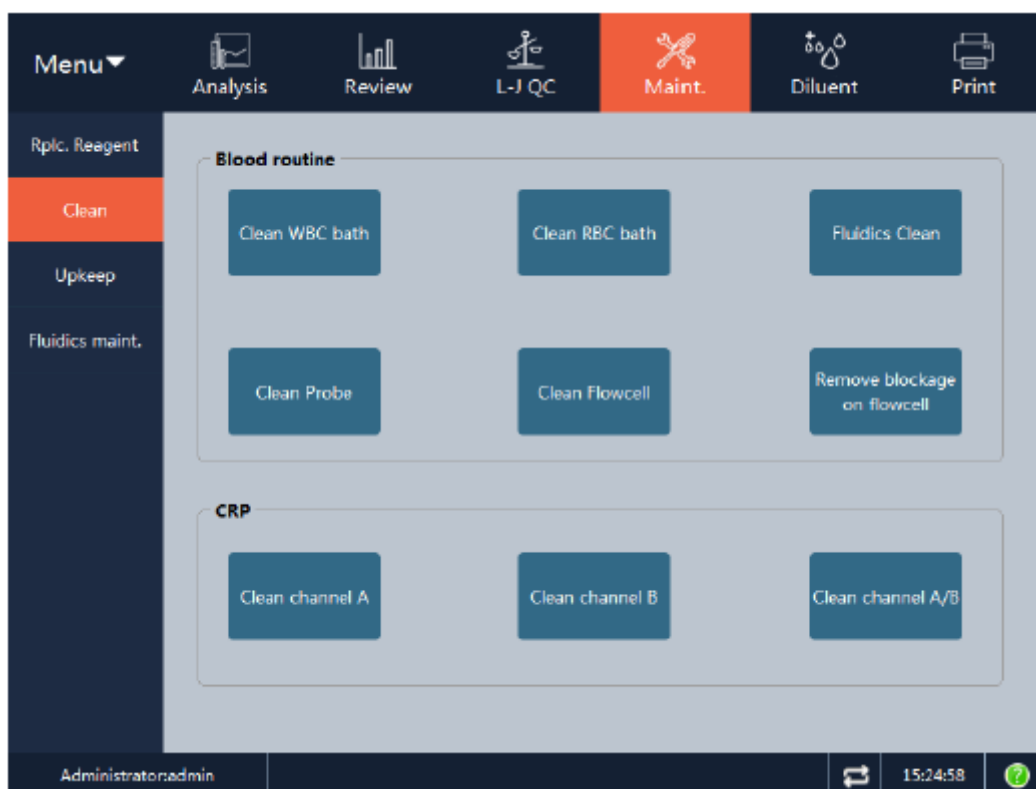 Menu
Analysis
Review
L-J QC
Maint.
Diluent
Print
Rplc. Reagent
Clean
Upkeep
Fluidics maint.
Blood routine
Clean WBC bath
Clean RBC bath
Fluidics Clean
Clean Probe
Clean Flowcell
Remove blockage
on flowcell
CRP
Clean channel A
Clean channel B
Clean channel A/B
Administrator:admin
15:24:58
?